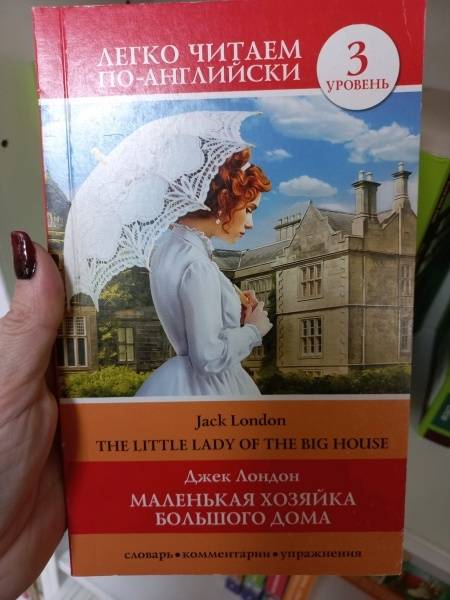 ЛЕГКО ЧИТАЕМ
ПО-АНГЛИЙСКИ
3
УРОВЕНЬ
Jack London
THE LITTLE LADY OF THE BIG HOUSE
Джек Лондон
МАЛЕНЬКАЯ ХОЗЯЙКА
БОЛЬШОГО ДОМА
словарь • комментарии • упражнения